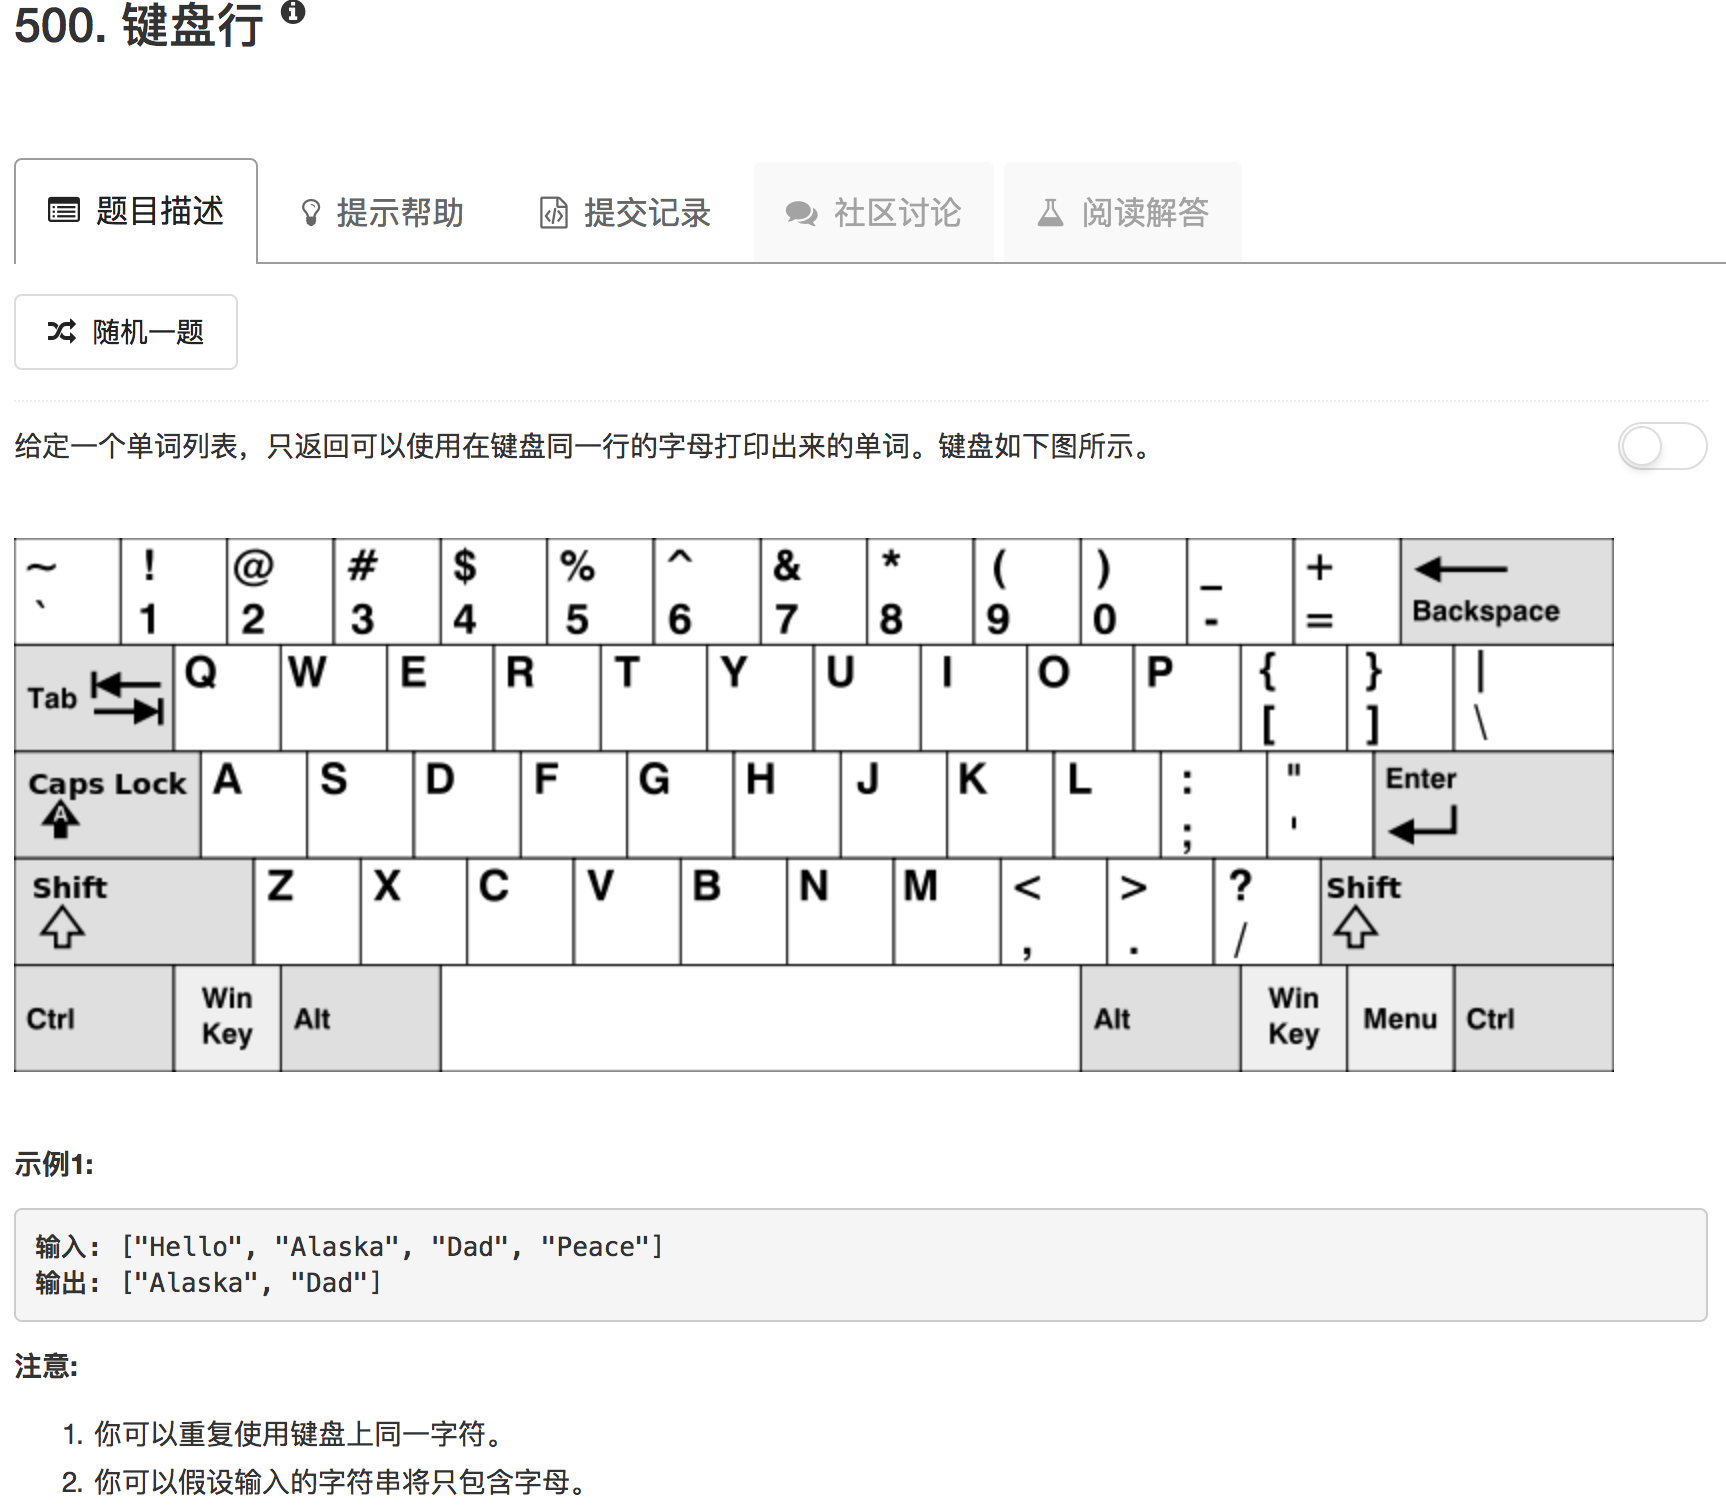 500. 键盘行
题目描述 提示帮助 提交记录 社区讨论 阅读解答
随机一题
给定一个单词列表，只返回可以使用在键盘同一行的字母打印出来的单词。键盘如下图所示。
~ ! @ # $ % ^ & * ( ) _ +
` 1 2 3 4 5 6 7 8 9 0 - = Backspace
Tab Q W E R T Y U I O P { } |
[ ] \
Caps Lock A S D F G H J K L : " Enter
A ; '
Shift Z X C V B N M < > ? Shift
, . /
Ctrl Win Key Alt Alt Win Key Menu Ctrl
示例1:
输入: ["Hello", "Alaska", "Dad", "Peace"]
输出: ["Alaska", "Dad"]
注意:
1. 你可以重复使用键盘上同一字符。
2. 你可以假设输入的字符串将只包含字母。